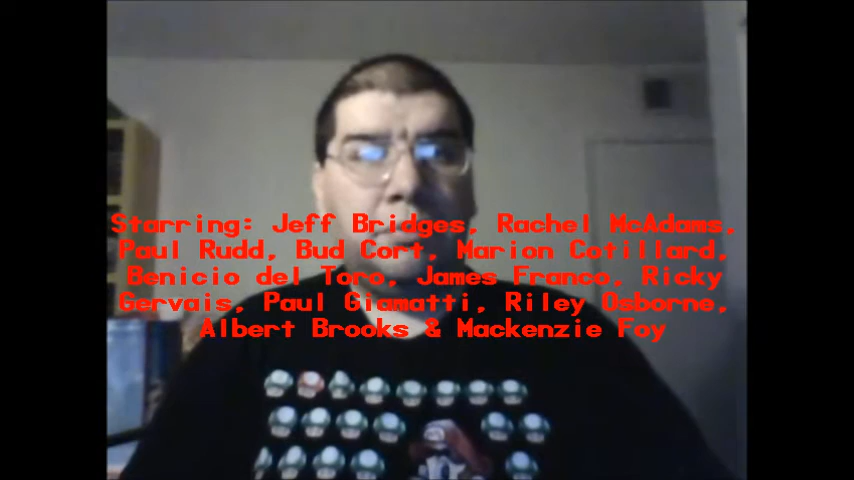 Starring: Jeff Bridges, Rachel McAdams,
Paul Rudd, Bud Cort, Marion Cotillard,
Benicio del Toro, James Franco, Ricky
Gervais, Paul Giamatti, Riley Osborne,
Albert Brooks & Mackenzie Foy